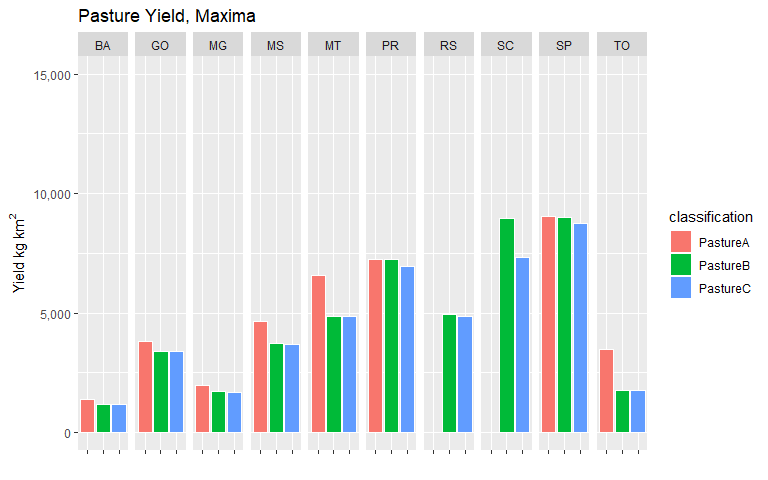 Pasture Yield, Maxima
BA GO MG MS MT PR RS SC SP TO
15,000
10,000
5,000
0
Yield kg km²
classification
PastureA
PastureB
PastureC